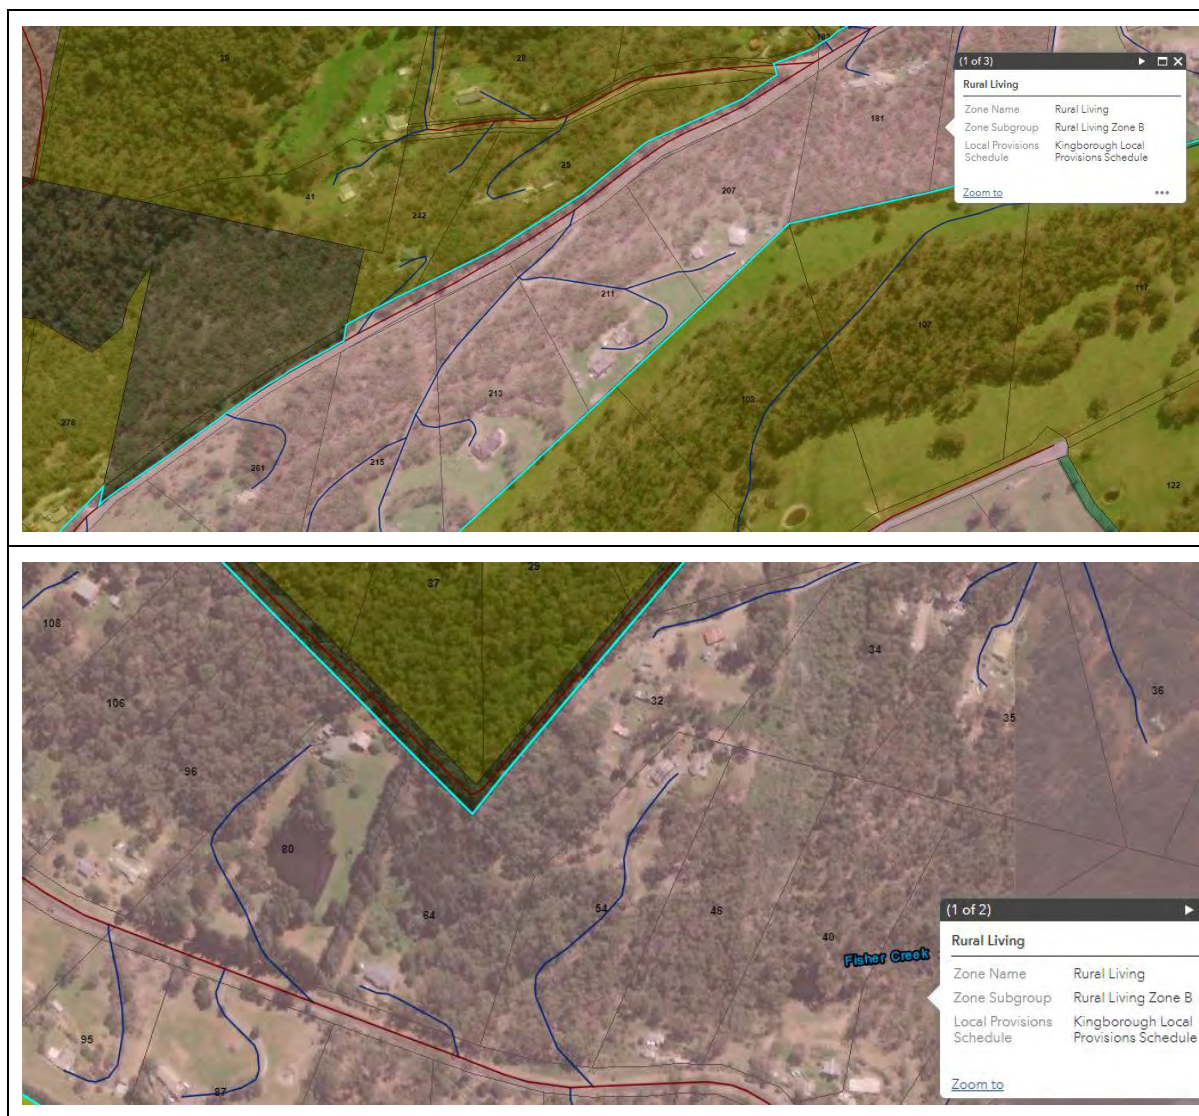 38
28
183
(1 of 3)
Rural Living
Zone Name Rural Living
Zone Subgroup Rural Living Zone B
Local Provisions Kingborough Local
Schedule Provisions Schedule
Zoom to
181
25
41
207
242
211
117
107
103
213
278
261
215
122
29
37
108
34
32
36
35
106
96
80
64
54
46
40
Fisher Creek
(1 of 2)
Rural Living
Zone Name Rural Living
Zone Subgroup Rural Living Zone B
Local Provisions Kingborough Local
Schedule Provisions Schedule
Zoom to
95
87